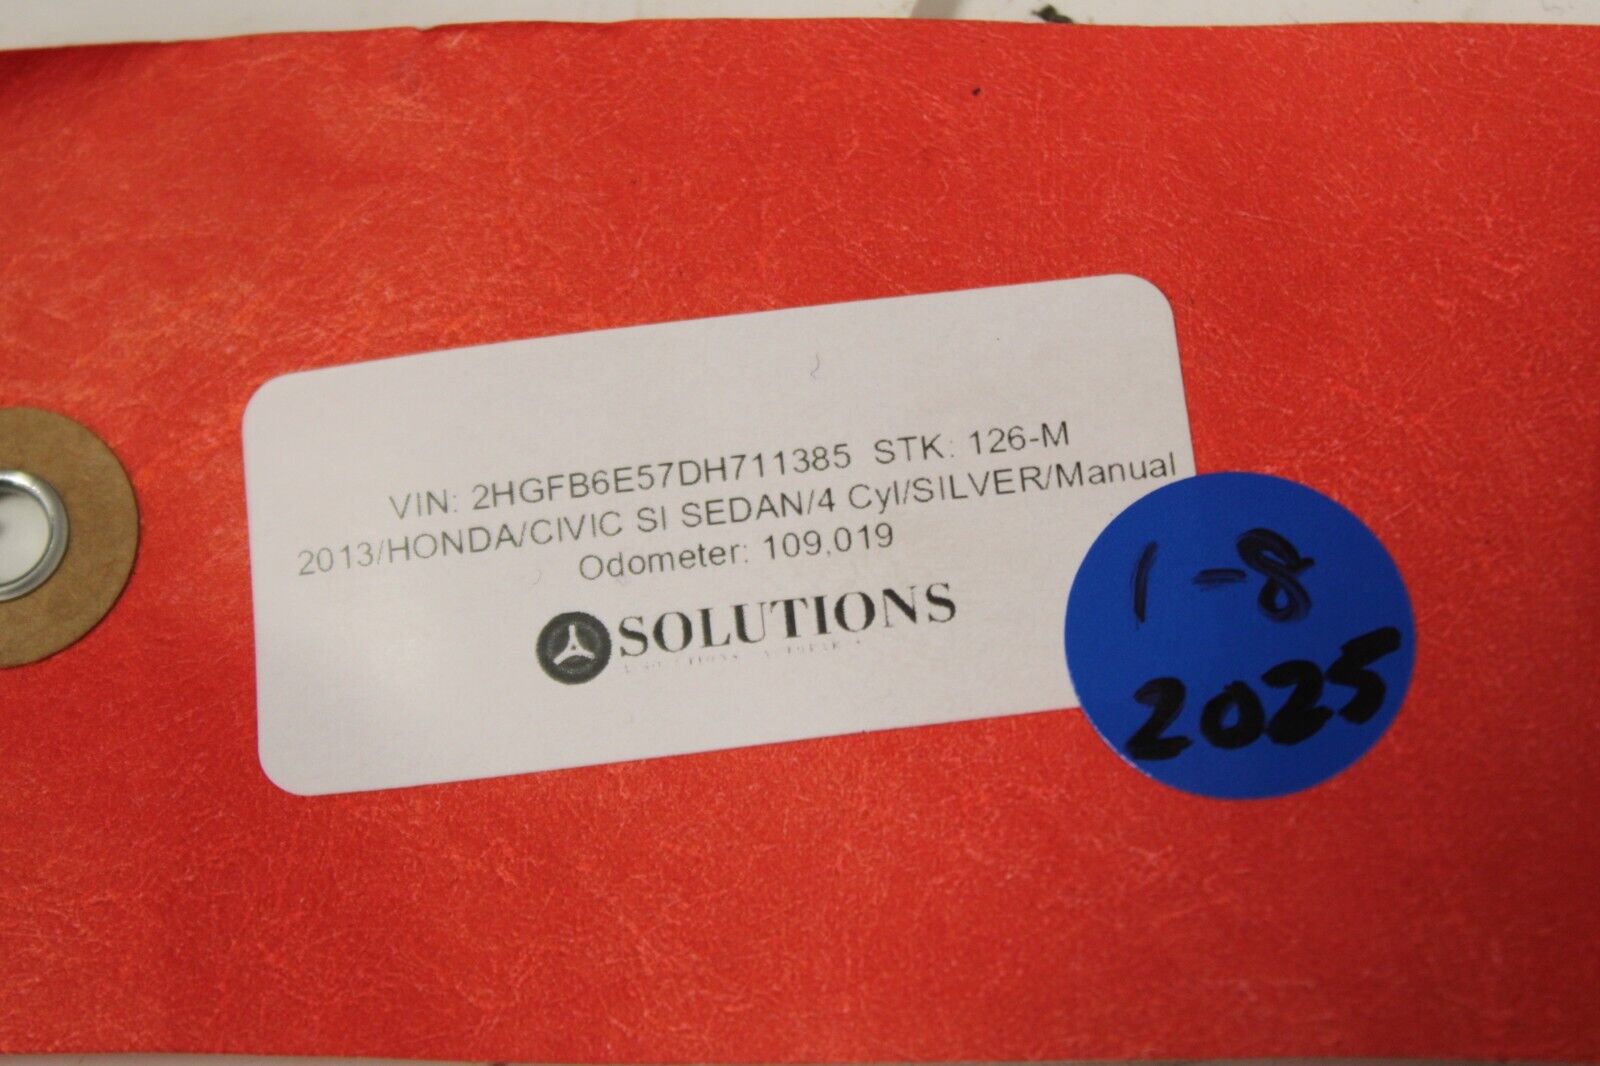 VIN: 2HGFB6E57DH711385 STK: 126-M
2013/HONDA/CIVIC SI SEDAN/4 Cyl/SILVER/Manual
Odometer: 109,019
SOLUTIONS
1-8
2025